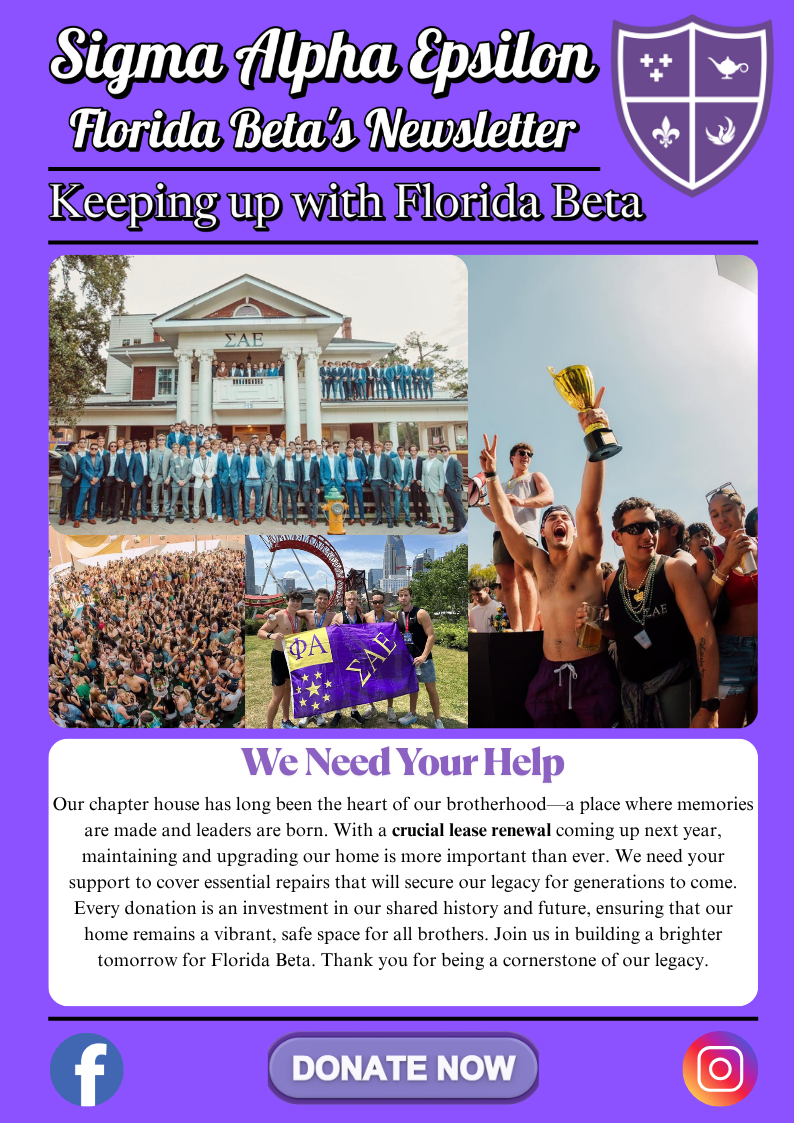 Sigma Alpha Epsilon
Florida Beta's Newsletter
Keeping up with Florida Beta
ΣΑΕ
ΦΑ
ΣΑΕ
ΣΑΕ
We Need Your Help
Our chapter house has long been the heart of our brotherhood—a place where memories
are made and leaders are born. With a crucial lease renewal coming up next year,
maintaining and upgrading our home is more important than ever. We need your
support to cover essential repairs that will secure our legacy for generations to come.
Every donation is an investment in our shared history and future, ensuring that our
home remains a vibrant, safe space for all brothers. Join us in building a brighter
tomorrow for Florida Beta. Thank you for being a cornerstone of our legacy.
DONATE NOW